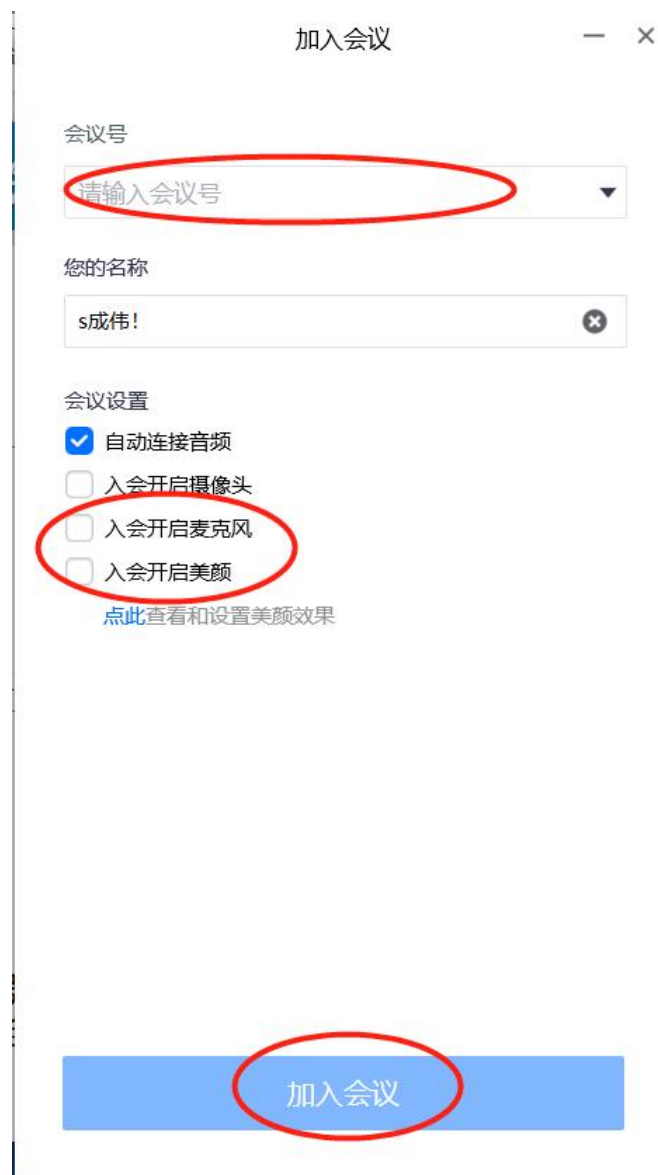 加入会议
会议号
请输入会议号
您的名称
s成伟!
会议设置
自动连接音频
入会开启摄像头
入会开启麦克风
入会开启美颜
点此查看和设置美颜效果
加入会议